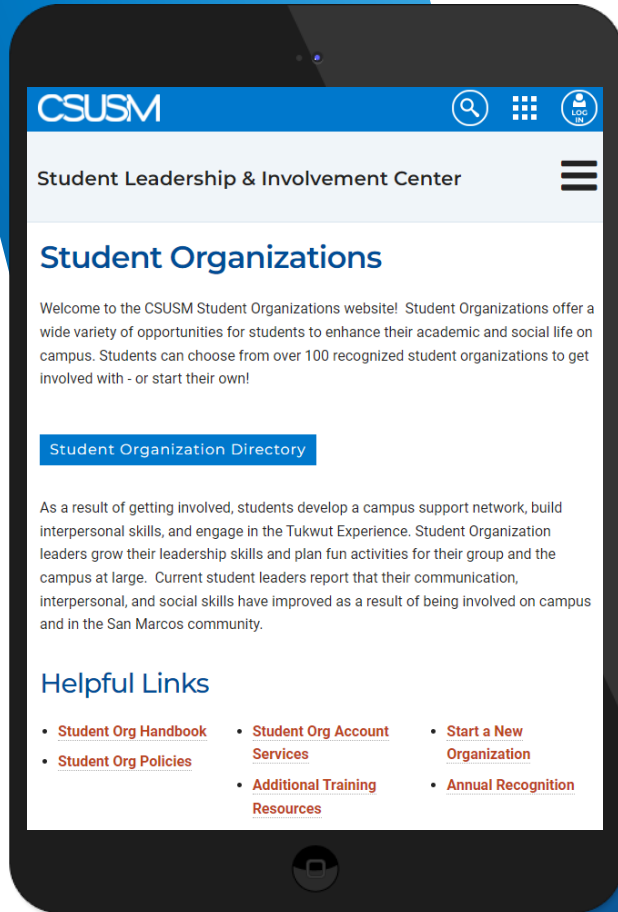 CSUSM
LOG
IN
Student Leadership & Involvement Center
Student Organizations
Welcome to the CSUSM Student Organizations website!  Student Organizations offer a
wide variety of opportunities for students to enhance their academic and social life on
campus. Students can choose from over 100 recognized student organizations to get
involved with - or start their own!
Student Organization Directory
As a result of getting involved, students develop a campus support network, build
interpersonal skills, and engage in the Tukwut Experience. Student Organization
leaders grow their leadership skills and plan fun activities for their group and the
campus at large.  Current student leaders report that their communication,
interpersonal, and social skills have improved as a result of being involved on campus
and in the San Marcos community.
Helpful Links
Student Org Handbook
Student Org Policies
Student Org Account
Services
Additional Training
Resources
Start a New
Organization
Annual Recognition